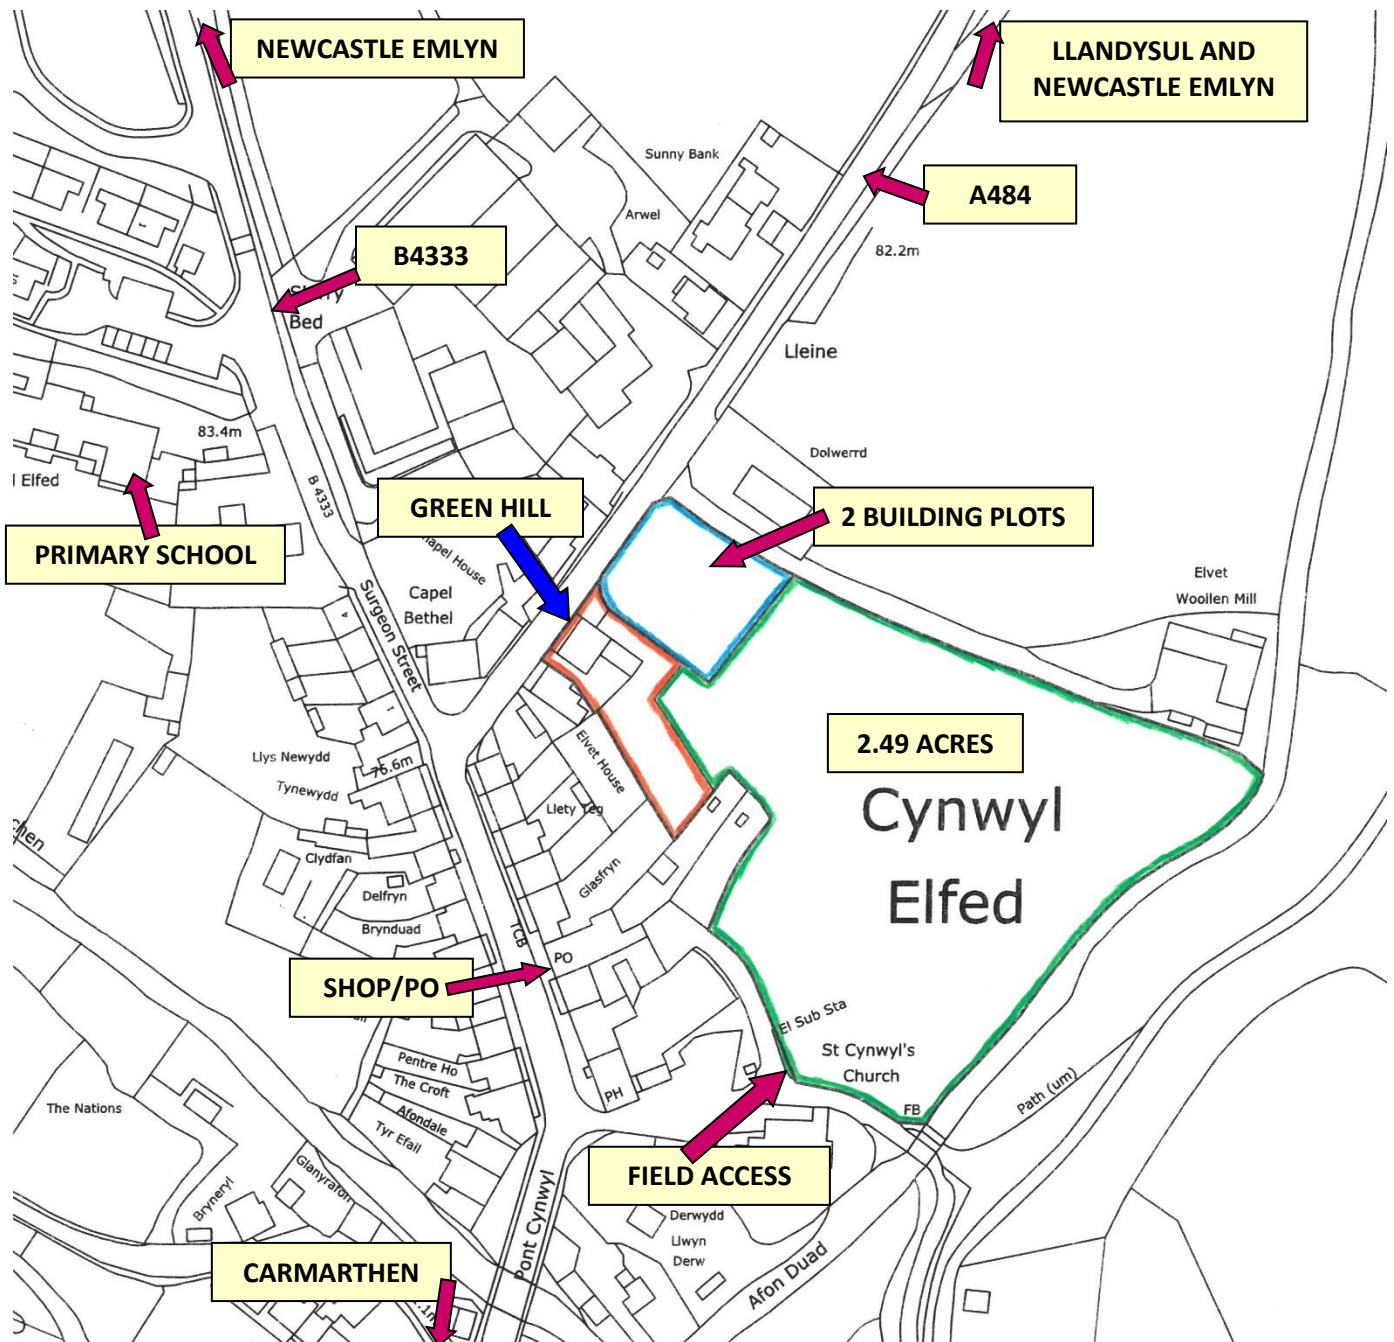 NEWCASTLE EMLYN
LLANDYSUL AND
NEWCASTLE EMLYN
Sunny Bank
A484
Arwel
82.2m
B4333
Bed
Lleine
83.4m
Dolwerrd
l Elfed
B 4333
GREEN HILL
2 BUILDING PLOTS
PRIMARY SCHOOL
hapel House
Elvet
Woollen Mill
Capel
Bethel
Surgeon Street
2.49 ACRES
Llys Newydd
76.6m
Elvet House
Tynewydd
Llety Teg
Cynwyl
Elfed
chen
Clydfan
Glasfryn
Delfryn
Brynduad
TCB
PO
SHOP/PO
El Sub Sta
St Cynwyl's
Church
Pentre Ho
The Croft
PH
FB
Path (um)
The Nations
Afondale
Tyr Efail
FIELD ACCESS
Glanyrafon
Bryneryl
Pont Cynwyl
Derwydd
Llwyn
Derw
Afon Duad
CARMARTHEN
.1m